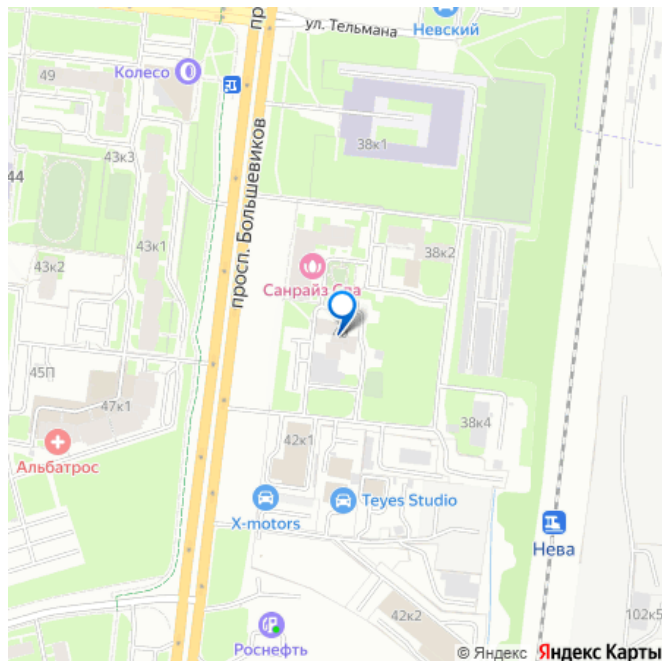 ул. Тельмана
Невский
49
Колесо
38к1
43к3
44
просп. Большевиков
43к1
38к2
43к2
Санрайз Спа
45П
47к1
38к4
42к1
Альбатрос
Teyes Studio
X-motors
Нева
42к2
102к5
Роснефть
© Яндекс Яндекс Карты